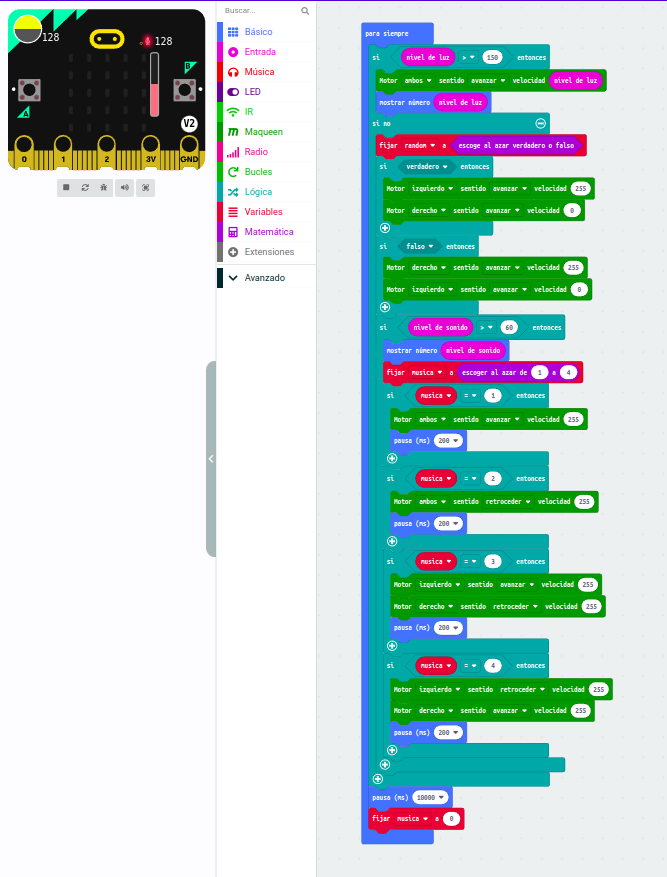 128
128
B
A
V2
0 1 2 3V GND
Buscar...
Básico
Entrada
Música
LED
IR
Maqueen
Radio
Bucles
Lógica
Variables
Matemática
Extensiones
Avanzado
para siempre
si nivel de luz > 150 entonces
Motor ambos sentido avanzar velocidad nivel de luz
mostrar número nivel de luz
si no
fijar random a escoge al azar verdadero o falso
si verdadero entonces
Motor izquierdo sentido avanzar velocidad 255
Motor derecho sentido avanzar velocidad 0
si falso entonces
Motor derecho sentido avanzar velocidad 255
Motor izquierdo sentido avanzar velocidad 0
si nivel de sonido > 60 entonces
mostrar número nivel de sonido
fijar musica a escoger al azar de 1 a 4
si musica = 1 entonces
Motor ambos sentido avanzar velocidad 255
pausa (ms) 200
si musica = 2 entonces
Motor ambos sentido retroceder velocidad 255
pausa (ms) 200
si musica = 3 entonces
Motor izquierdo sentido avanzar velocidad 255
Motor derecho sentido retroceder velocidad 255
pausa (ms) 200
si musica = 4 entonces
Motor izquierdo sentido retroceder velocidad 255
Motor derecho sentido avanzar velocidad 255
pausa (ms) 200
pausa (ms) 10000
fijar musica a 0